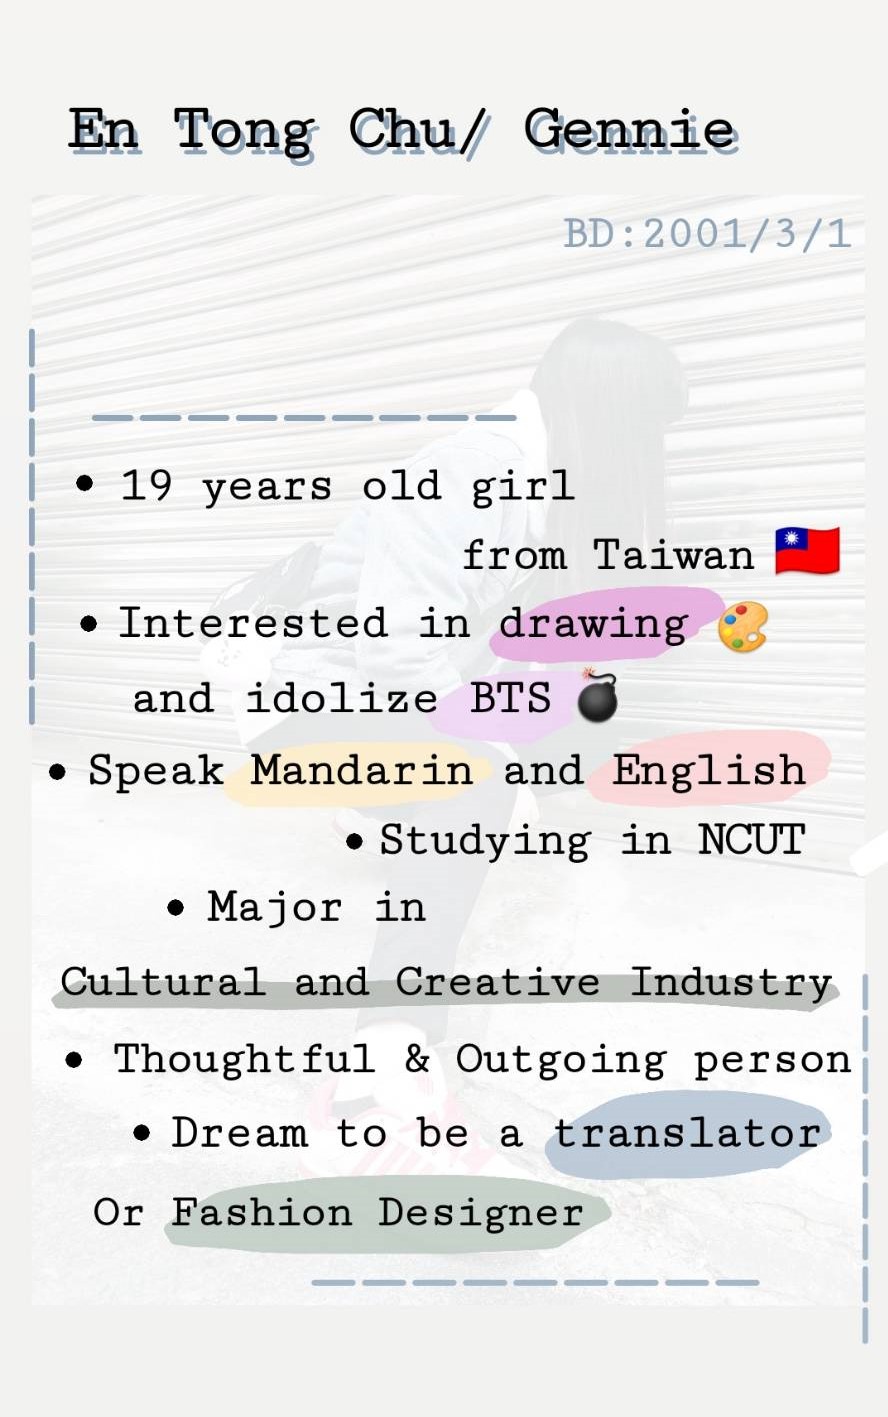 En Tong Chu/ Gennie
BD:2001/3/1
• 19 years old girl
from Taiwan 🇹🇼
• Interested in drawing 🎨
and idolize BTS 💣
• Speak Mandarin and English
• Studying in NCUT
• Major in
Cultural and Creative Industry
• Thoughtful & Outgoing person
• Dream to be a translator
Or Fashion Designer